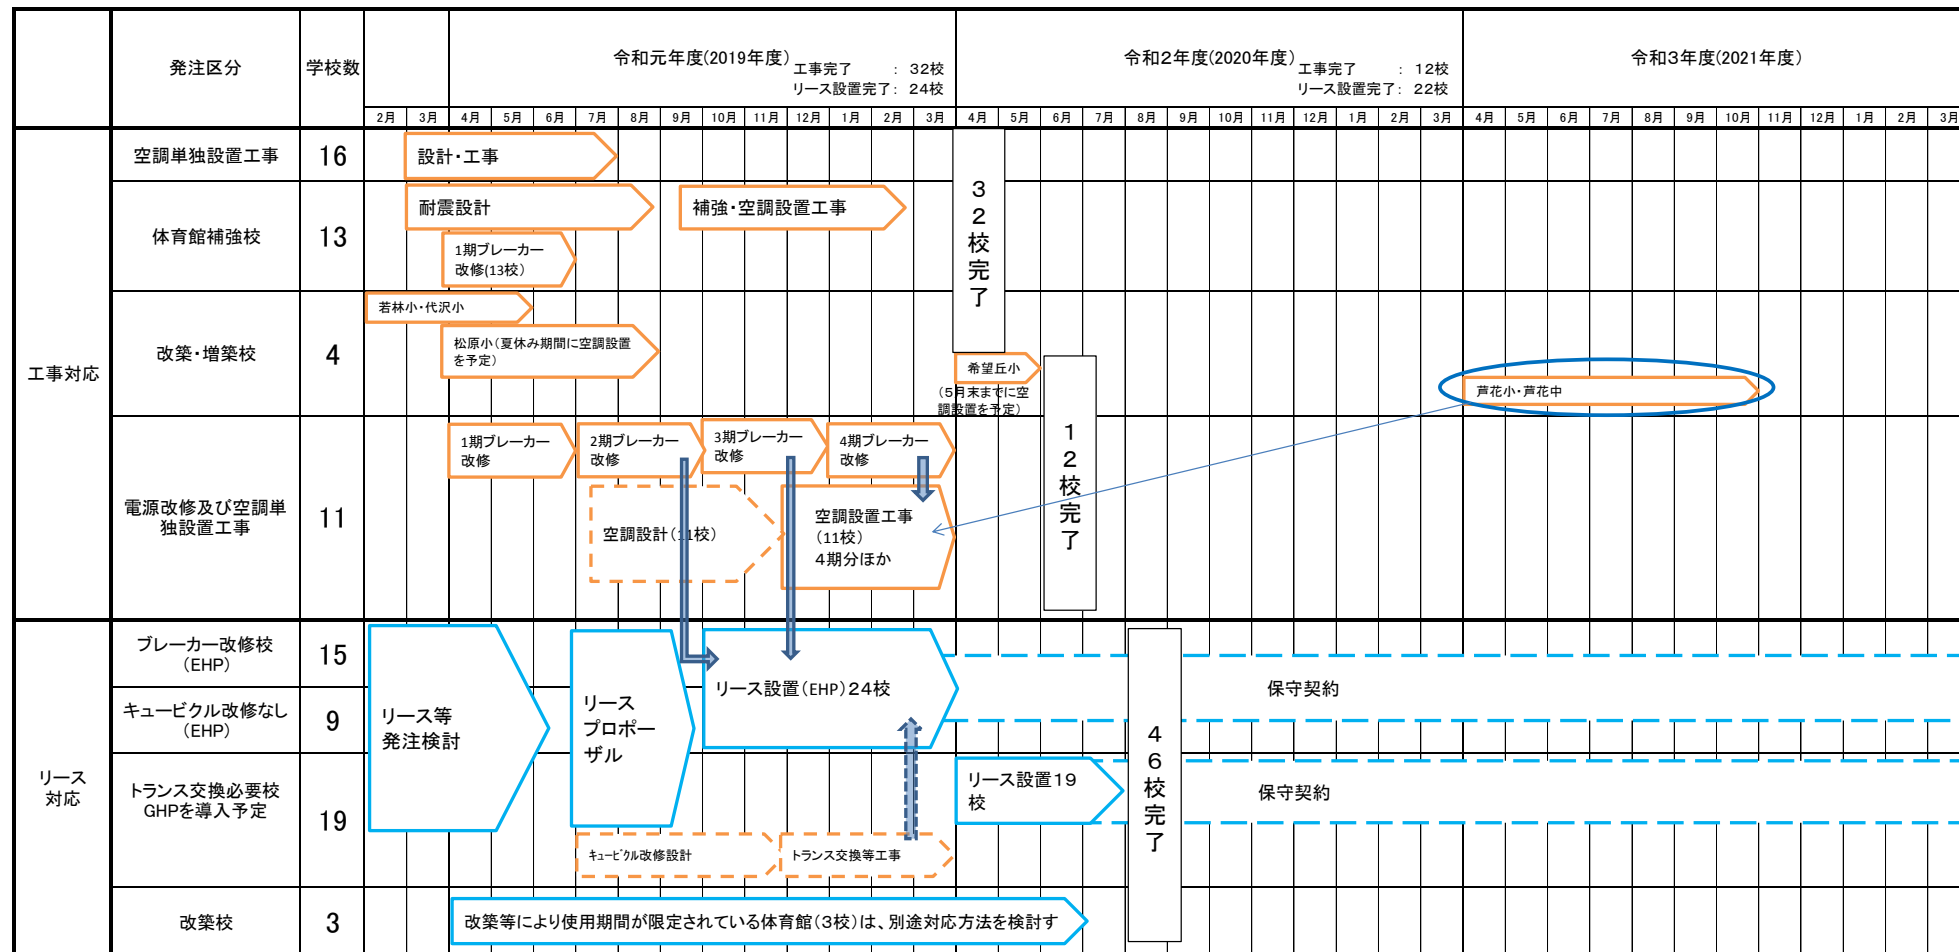 発注区分
学校数
令和元年度(2019年度)
工事完了　　：32校
リース設置完了：24校
令和2年度(2020年度)
工事完了　　：12校
リース設置完了：22校
令和3年度(2021年度)
2月 3月 4月 5月 6月 7月 8月 9月 10月 11月 12月 1月 2月 3月 4月 5月 6月 7月 8月 9月 10月 11月 12月 1月 2月 3月 4月 5月 6月 7月 8月 9月 10月 11月 12月 1月 2月 3月
工事対応
空調単独設置工事
16
設計・工事
体育館補強校
13
耐震設計
補強・空調設置工事
1期ブレーカー
改修(13校)
32校完了
改築・増築校
4
若林小・代沢小
松原小(夏休み期間に空調設置
を予定)
希望丘小
(5月末までに空
調設置を予定)
芦花小・芦花中
電源改修及び空調単
独設置工事
11
1期ブレーカー
改修
2期ブレーカー
改修
3期ブレーカー
改修
4期ブレーカー
改修
空調設計(11校)
空調設置工事
(11校)
4期分ほか
12校完了
リース
対応
ブレーカー改修校
(EHP)
15
キュービクル改修なし
(EHP)
9
トランス交換必要校
GHPを導入予定
19
リース等
発注検討
リース
プロポー
ザル
リース設置(EHP)24校
保守契約
リース設置19
校
保守契約
キュービクル改修設計
トランス交換等工事
46校完了
改築校
3
改築等により使用期間が限定されている体育館(3校)は、別途対応方法を検討す